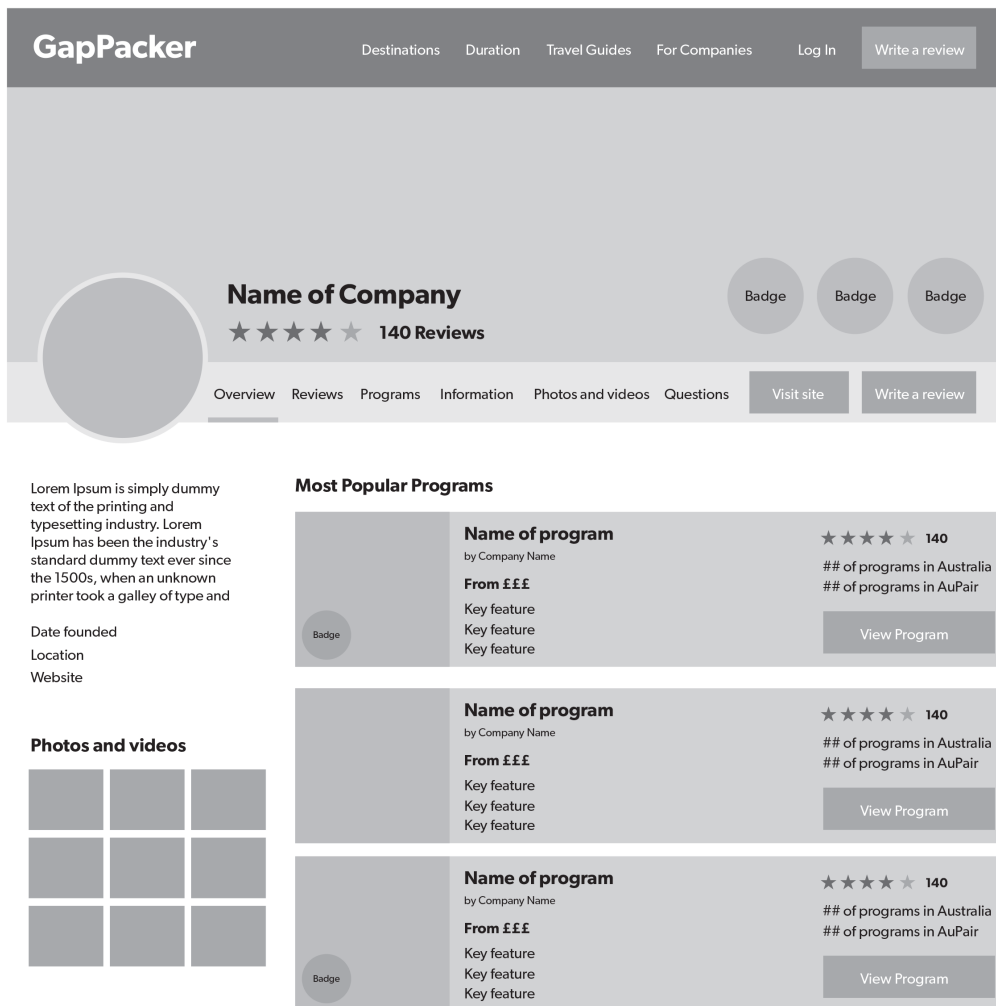 GapPacker
Destinations Duration Travel Guides For Companies Log In Write a review
Name of Company
140 Reviews
Badge Badge Badge
Overview Reviews Programs Information Photos and videos Questions Visit site Write a review
Lorem Ipsum is simply dummy
text of the printing and
typesetting industry. Lorem
Ipsum has been the industry's
standard dummy text ever since
the 1500s, when an unknown
printer took a galley of type and
Date founded
Location
Website
Photos and videos
Most Popular Programs
Badge
Name of program
by Company Name
From £££
Key feature
Key feature
Key feature
140
## of programs in Australia
## of programs in AuPair
View Program
Name of program
by Company Name
From £££
Key feature
Key feature
Key feature
140
## of programs in Australia
## of programs in AuPair
View Program
Badge
Name of program
by Company Name
From £££
Key feature
Key feature
Key feature
140
## of programs in Australia
## of programs in AuPair
View Program